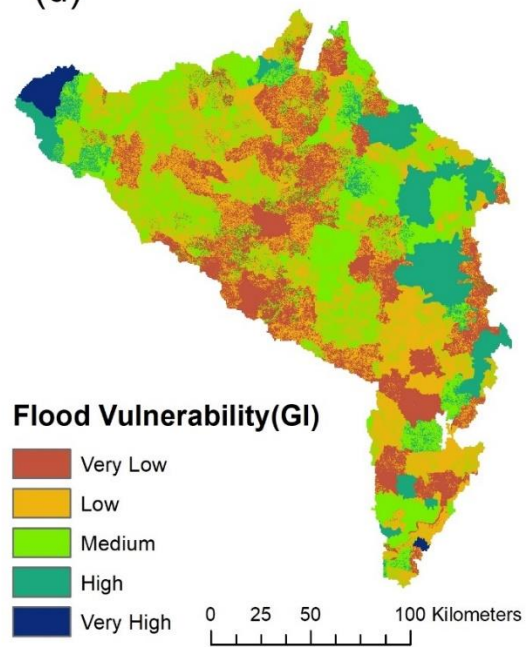 (d)
Flood Vulnerability(GI)
Very Low
Low
Medium
High
Very High
0 25 50 100 Kilometers